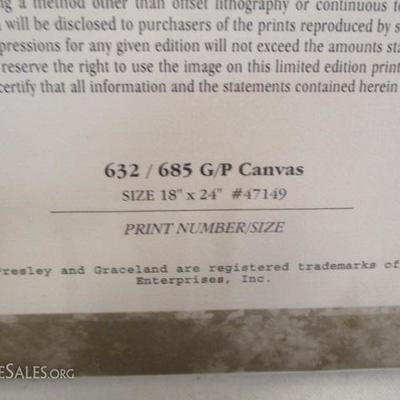 a method other than offset lithography or continuous
will be disclosed to purchasers of the prints reproduced by
pressions for any given edition will not exceed the amounts
reserve the right to use the image on this limited edition print
certify that all information and the statements contained herein
632 / 685 G/P Canvas
SIZE 18" x 24" #47149
PRINT NUMBER/SIZE
resley and Graceland are registered trademarks of
Enterprises, Inc.
ESALES.ORG